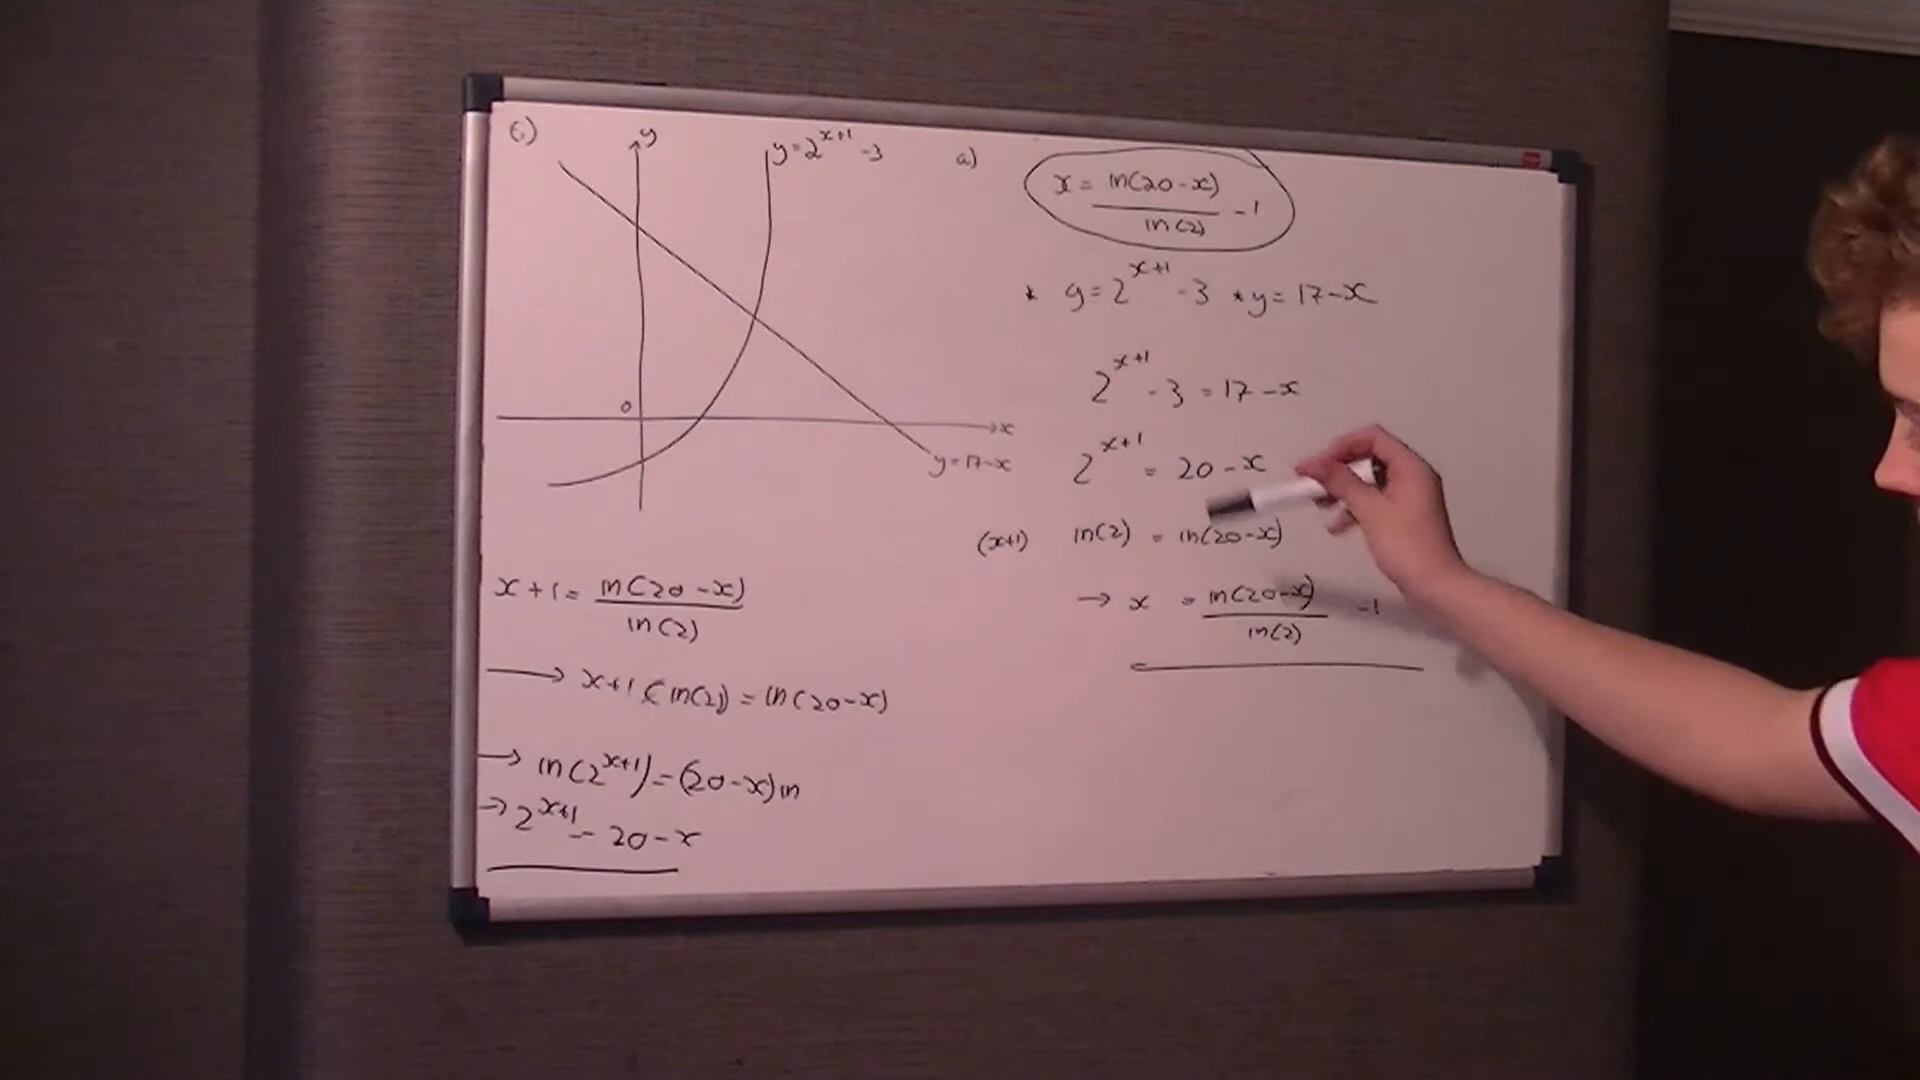 6)
y
y=2^(x+1) -3
0
x
y=17-x
x+1 = ln(20-x)/ln(2)
→ x+1 (ln(2)) = ln(20-x)
→ ln(2^(x+1)) = (20-x)ln
→ 2^(x+1) = 20-x
a)
x = ln(20-x)/ln(2) -1
* y=2^(x+1) -3 * y=17-x
2^(x+1) -3 = 17-x
2^(x+1) = 20-x
(x+1) ln(2) = ln(20-x)
→ x = ln(20-x)/ln(2) -1